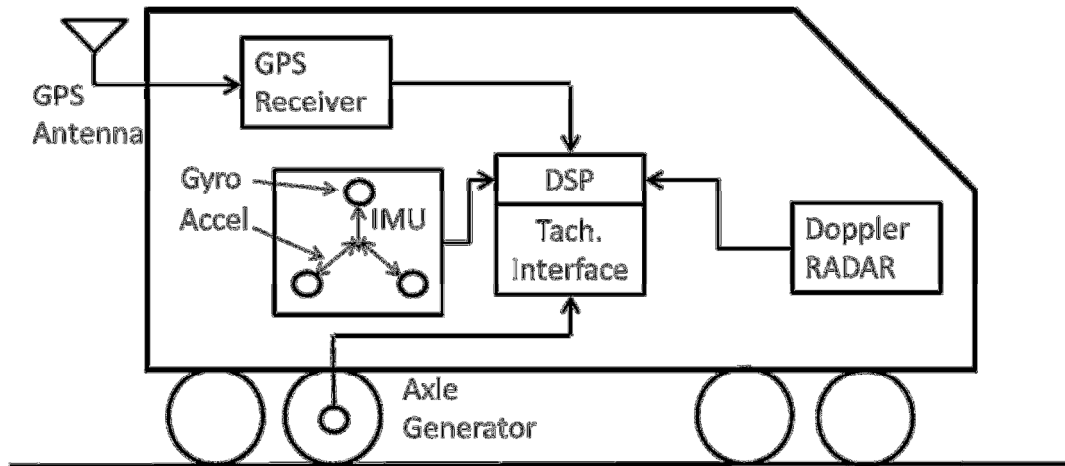 GPS
Receiver
GPS
Antenna
Gyro
Accel
IMU
DSP
Tach.
Interface
Doppler
RADAR
Axle
Generator